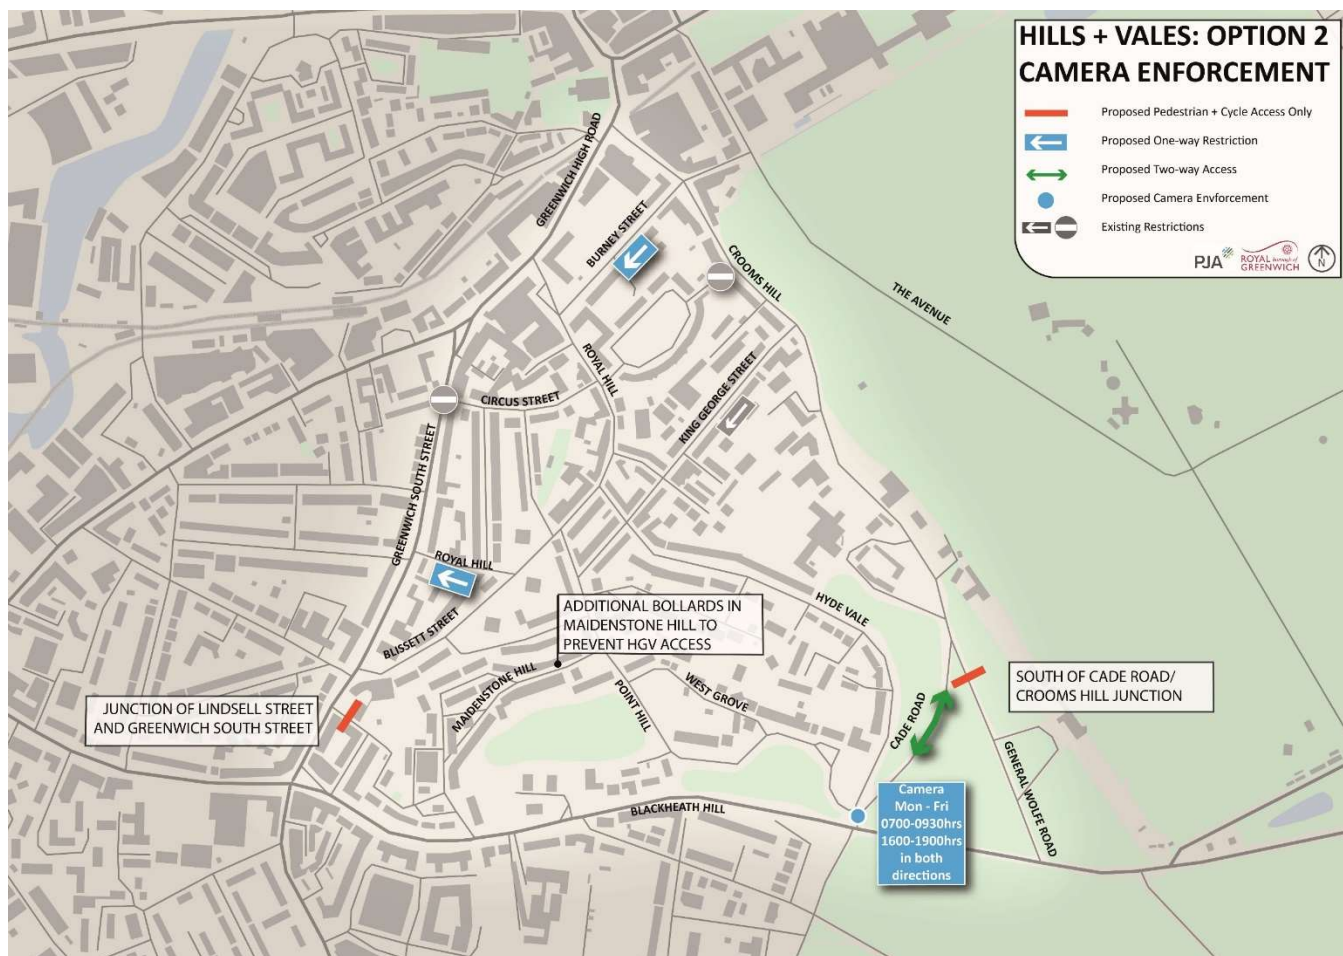 HILLS + VALES: OPTION 2
CAMERA ENFORCEMENT
Proposed Pedestrian + Cycle Access Only
Proposed One-way Restriction
Proposed Two-way Access
Proposed Camera Envforcement
Existing Restrictions
PJA
ROYAL borough of
GREENWICH
N
GREENWICH HIGH ROAD
BURNEY STREET
CROOMS HILL
THE AVENUE
ROYAL HILL
CIRCUS STREET
KING GEORGE STREET
GREENWICH SOUTH STREET
ROYAL HILL
BLISSETT STREET
HYDE VALE
ADDITIONAL BOLLARDS IN
MAIDENSTONE HILL TO
PREVENT HGV ACCESS
MAIDENSTONE HILL
POINT HILL
WEST GROVE
CADE ROAD
SOUTH OF CADE ROAD/
CROOMS HILL JUNCTION
JUNCTION OF LINDSELL STREET
AND GREENWICH SOUTH STREET
GENERAL WOLFE ROAD
BLACKHEATH HILL
Camera
Mon - Fri
0700-0930hrs
1600-1900hrs
in both
directions